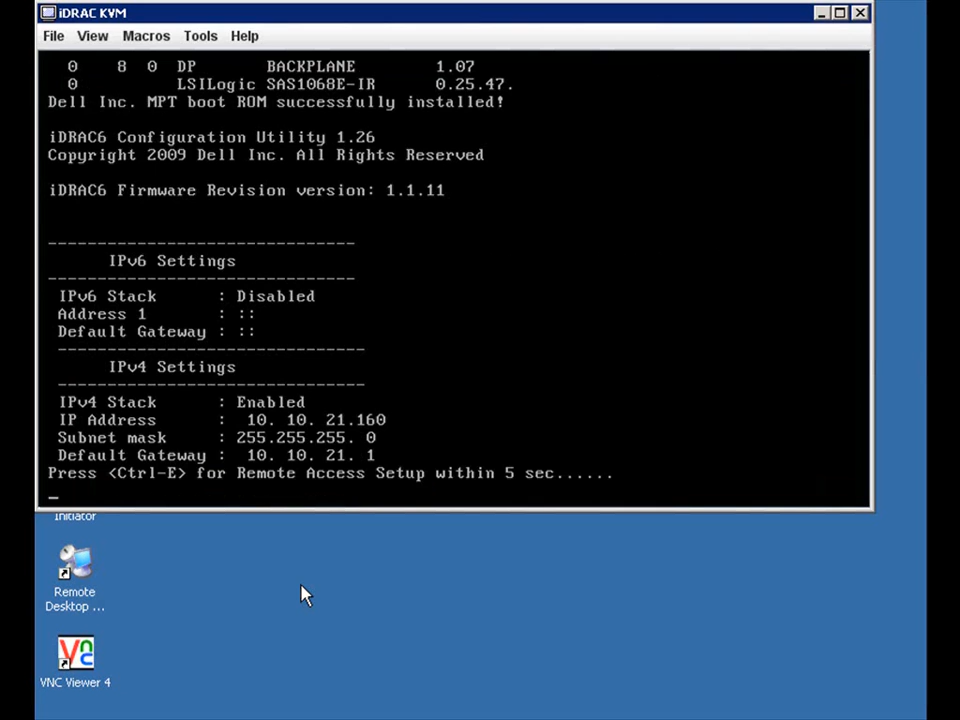 iDRAC KVM
File View Macros Tools Help
0 8 0 DP BACKPLANE 1.07
0 LSILogic SAS1068E-IR 0.25.47.
Dell Inc. MPT boot ROM successfully installed!
iDRAC6 Configuration Utility 1.26
Copyright 2009 Dell Inc. All Rights Reserved
iDRAC6 Firmware Revision version: 1.1.11
-------------------------------
IPv6 Settings
-------------------------------
IPv6 Stack : Disabled
Address 1 : ::
Default Gateway : ::
-------------------------------
IPv4 Settings
-------------------------------
IPv4 Stack : Enabled
IP Address : 10. 10. 21.160
Subnet mask : 255.255.255. 0
Default Gateway : 10. 10. 21. 1
Press <Ctrl-E> for Remote Access Setup within 5 sec......
_
Initiator
Remote
Desktop ...
VNC
VNC Viewer 4